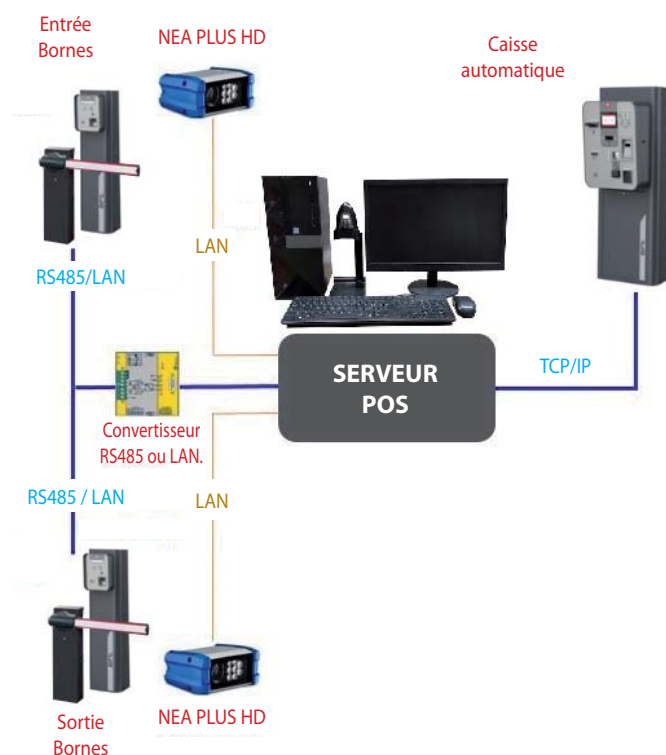 Entrée
Bornes
NEA PLUS HD
Caisse
automatique
LAN
RS485/LAN
SERVEUR
POS
TCP/IP
Convertisseur
RS485 ou LAN.
RS485 / LAN
LAN
Sortie
Bornes
NEA PLUS HD